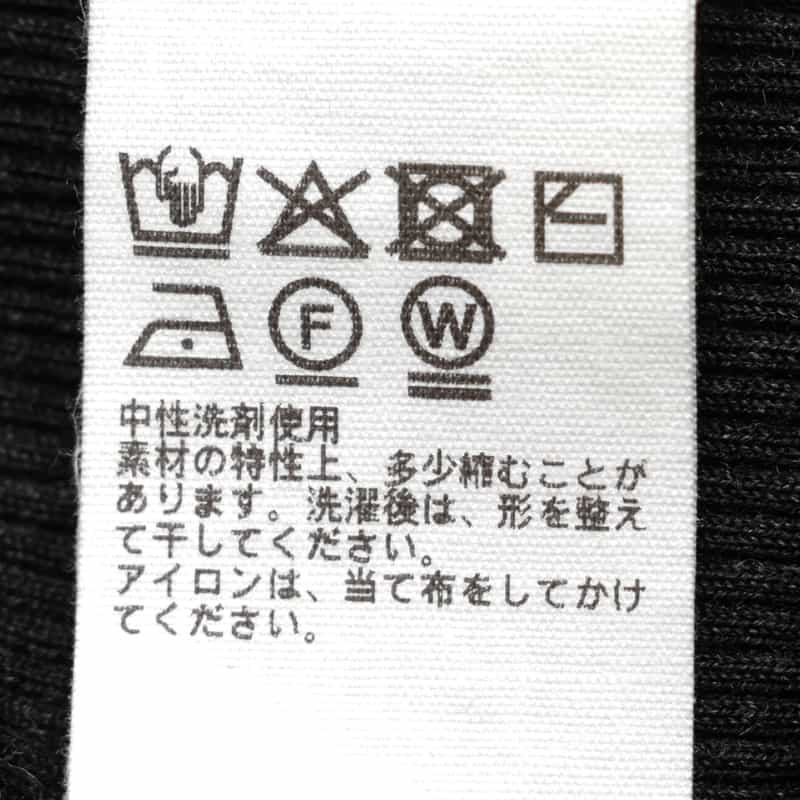 F W
中性洗剤使用
素材の特性上、多少縮むことが
あります。洗濯後は、形を整え
て干してください。
アイロンは、当て布をしてかけ
てください。